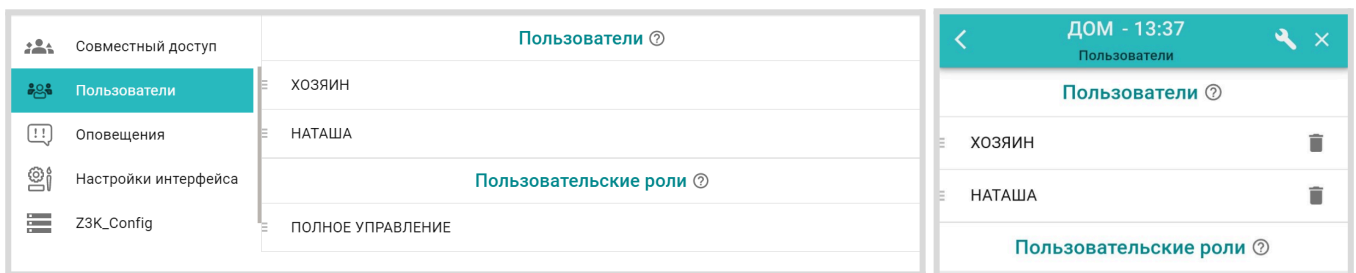 Совместный доступ
Пользователи
Оповещения
Настройки интерфейса
Z3K_Config
Пользователи
ХОЗЯИН
НАТАША
Пользовательские роли
ПОЛНОЕ УПРАВЛЕНИЕ
ДОМ - 13:37
Пользователи
Пользователи
ХОЗЯИН
НАТАША
Пользовательские роли